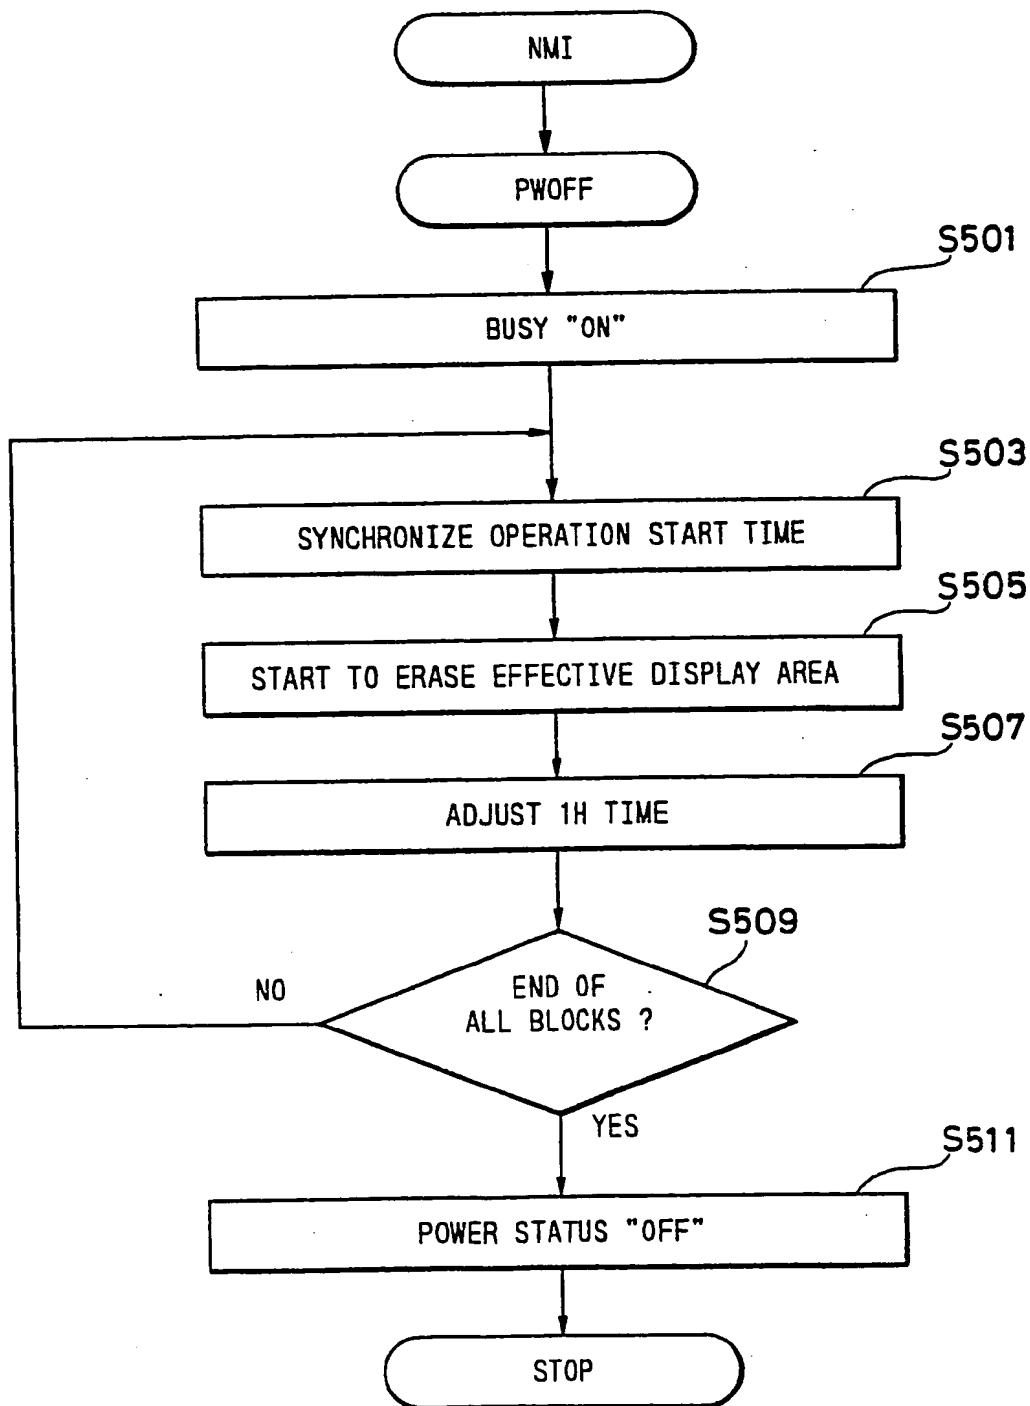 NMI
PWOFF
S501
BUSY "ON"
S503
SYNCHRONIZE OPERATION START TIME
S505
START TO ERASE EFFECTIVE DISPLAY AREA
S507
ADJUST 1H TIME
S509
END OF
ALL BLOCKS ?
NO
YES
S511
POWER STATUS "OFF"
STOP